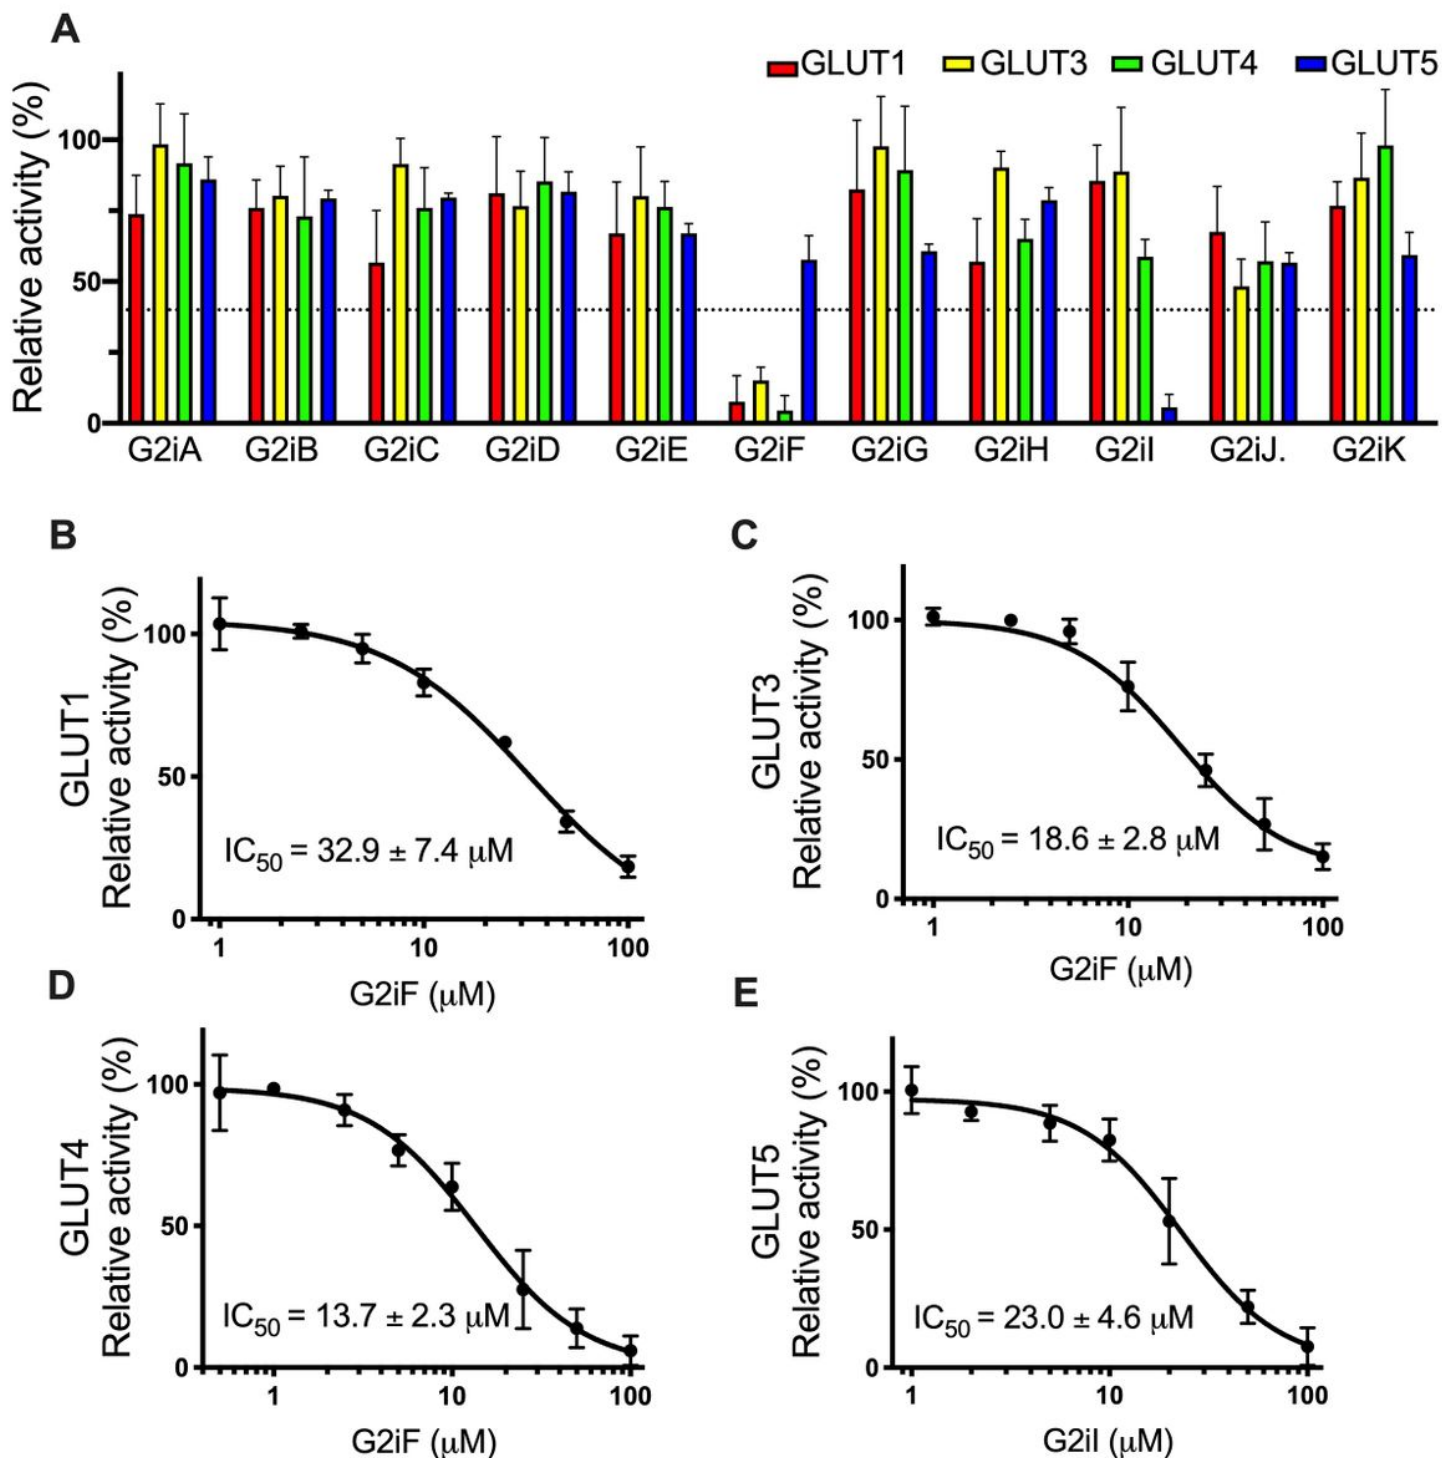 A
GLUT1 GLUT3 GLUT4 GLUT5
Relative activity (%)
100
50
0
G2iA G2iB G2iC G2iD G2iE G2iF G2iG G2iH G2iI G2iJ. G2iK
B
GLUT1
Relative activity (%)
100
50
0
IC50 = 32.9 ± 7.4 μM
1 10 100
G2iF (μM)
C
GLUT3
Relative activity (%)
100
50
0
IC50 = 18.6 ± 2.8 μM
1 10 100
G2iF (μM)
D
GLUT4
Relative activity (%)
100
50
0
IC50 = 13.7 ± 2.3 μM
1 10 100
G2iF (μM)
E
GLUT5
Relative activity (%)
100
50
0
IC50 = 23.0 ± 4.6 μM
1 10 100
G2iI (μM)